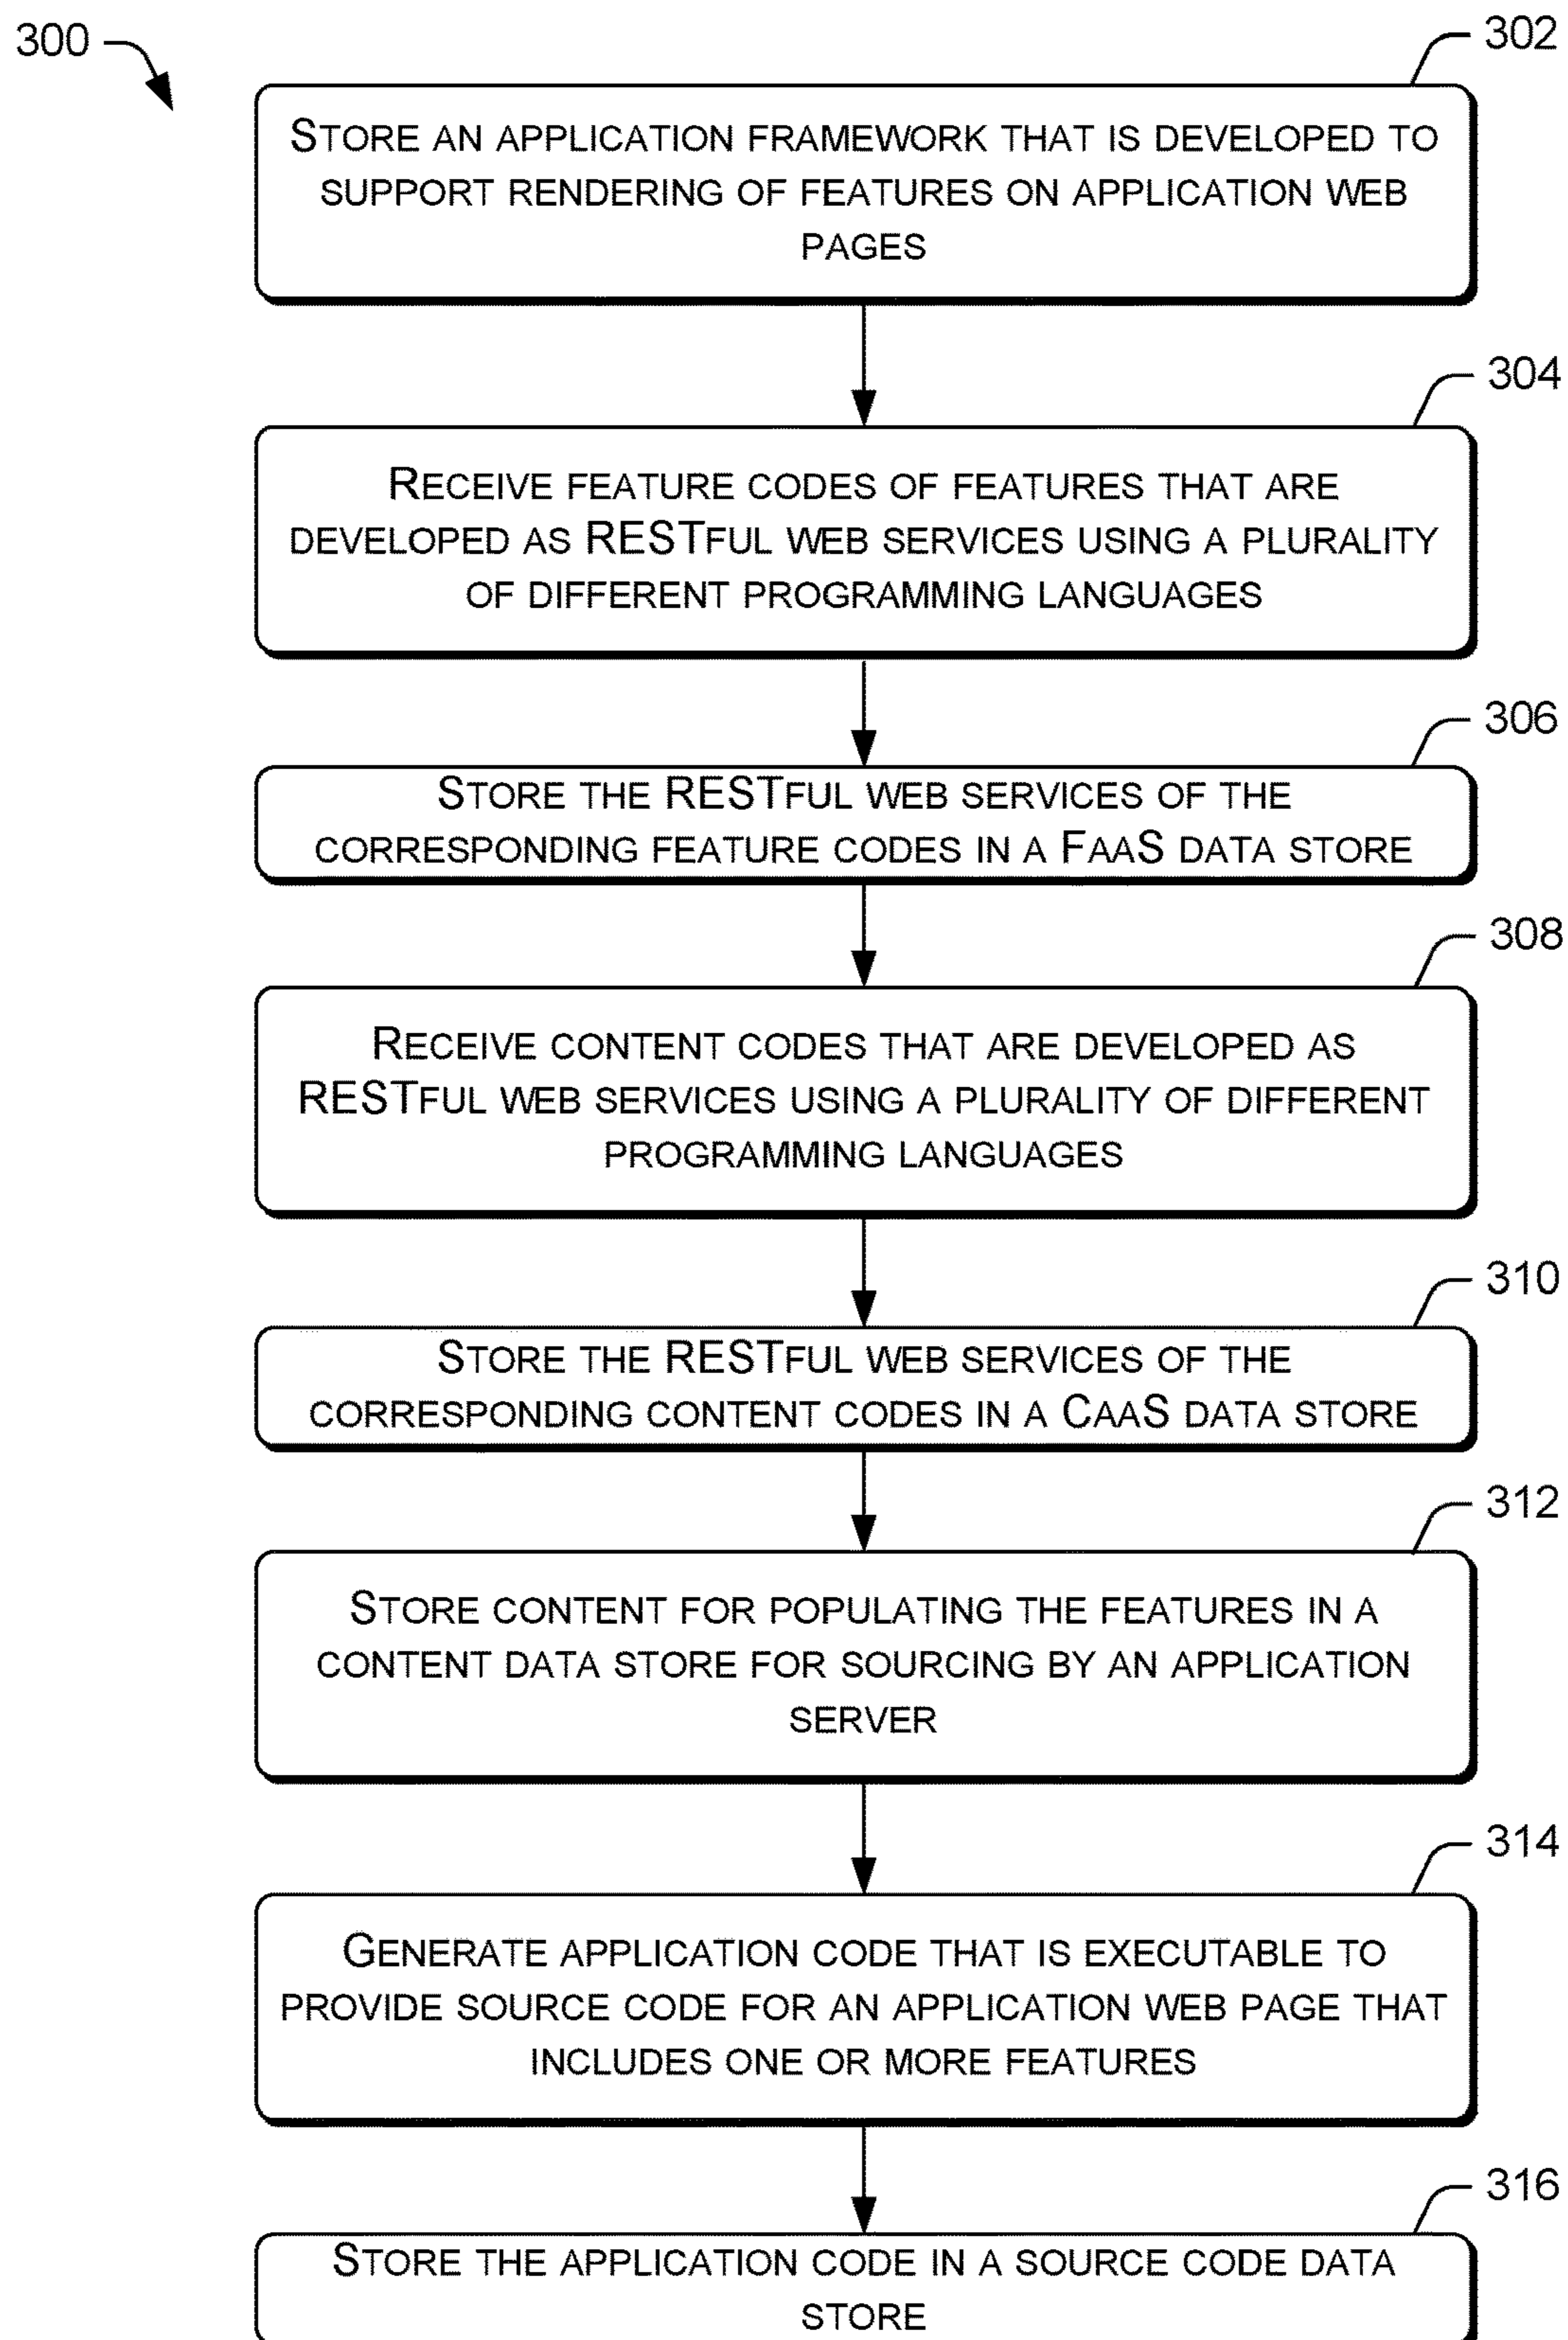 300
302
STORE AN APPLICATION FRAMEWORK THAT IS DEVELOPED TO
SUPPORT RENDERING OF FEATURES ON APPLICATION WEB
PAGES
304
RECEIVE FEATURE CODES OF FEATURES THAT ARE
DEVELOPED AS RESTFUL WEB SERVICES USING A PLURALITY
OF DIFFERENT PROGRAMMING LANGUAGES
306
STORE THE RESTFUL WEB SERVICES OF THE
CORRESPONDING FEATURE CODES IN A FAAS DATA STORE
308
RECEIVE CONTENT CODES THAT ARE DEVELOPED AS
RESTFUL WEB SERVICES USING A PLURALITY OF DIFFERENT
PROGRAMMING LANGUAGES
310
STORE THE RESTFUL WEB SERVICES OF THE
CORRESPONDING CONTENT CODES IN A CAAS DATA STORE
312
STORE CONTENT FOR POPULATING THE FEATURES IN A
CONTENT DATA STORE FOR SOURCING BY AN APPLICATION
SERVER
314
GENERATE APPLICATION CODE THAT IS EXECUTABLE TO
PROVIDE SOURCE CODE FOR AN APPLICATION WEB PAGE THAT
INCLUDES ONE OR MORE FEATURES
316
STORE THE APPLICATION CODE IN A SOURCE CODE DATA
STORE